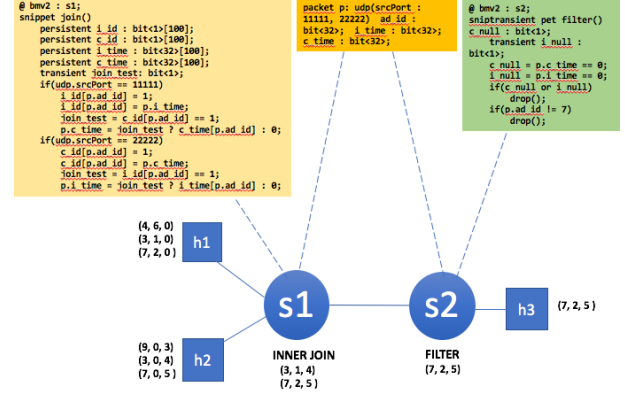 @ bmv2 : s1;
snippet join()
persistent i_id : bit<1>[100];
persistent c_id : bit<1>[100];
persistent i_time : bit<32>[100];
persistent c_time : bit<32>[100];
transient join_test: bit<1>;
if(udp.srcPort == 11111)
i_id[p.ad_id] = 1;
i_id[p.ad_id] = p.i_time;
join_test = c_id[p.ad_id] == 1;
p.c_time = join_test ? c_time[p.ad_id] : 0;
if(udp.srcPort == 22222)
c_id[p.ad_id] = 1;
c_id[p.ad_id] = p.c_time;
join_test = i_id[p.ad_id] == 1;
p.i_time = join_test ? i_time[p.ad_id] : 0;
packet p: udp(srcPort :
11111, 22222) ad_id :
bit<32>; i_time : bit<32>;
c_time : bit<32>;
@ bmv2 : s2;
sniptransient pet filter()
c_null : bit<1>;
transient i_null :
bit<1>;
c_null = p.c_time == 0;
i_null = p.i_time == 0;
if(c_null or i_null)
drop();
if(p.ad_id != 7)
drop();
(4, 6, 0)
(3, 1, 0)
(7, 2, 0 )
h1
(9, 0, 3)
(3, 0, 4)
(7, 0, 5 )
h2
s1
INNER JOIN
(3, 1, 4)
(7, 2, 5 )
s2
FILTER
(7, 2, 5)
h3
(7, 2, 5 )